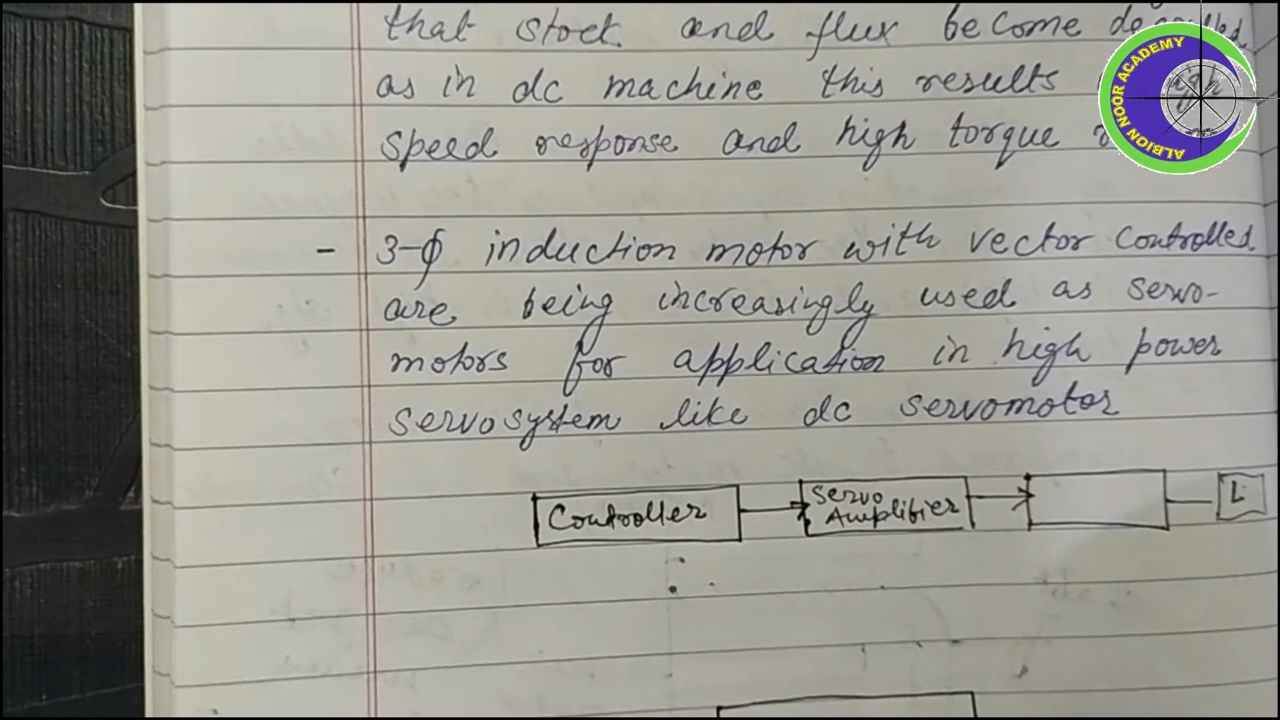 that stock and flux become
as in dc machine this results
speed response and high torque
- 3-φ induction motor with vector controlled
are being increasingly used as servo-
motors for application in high power
servosystem like dc servomotor
Controller
Servo
Amplifier
L
ALBION NOOR ACADEMY